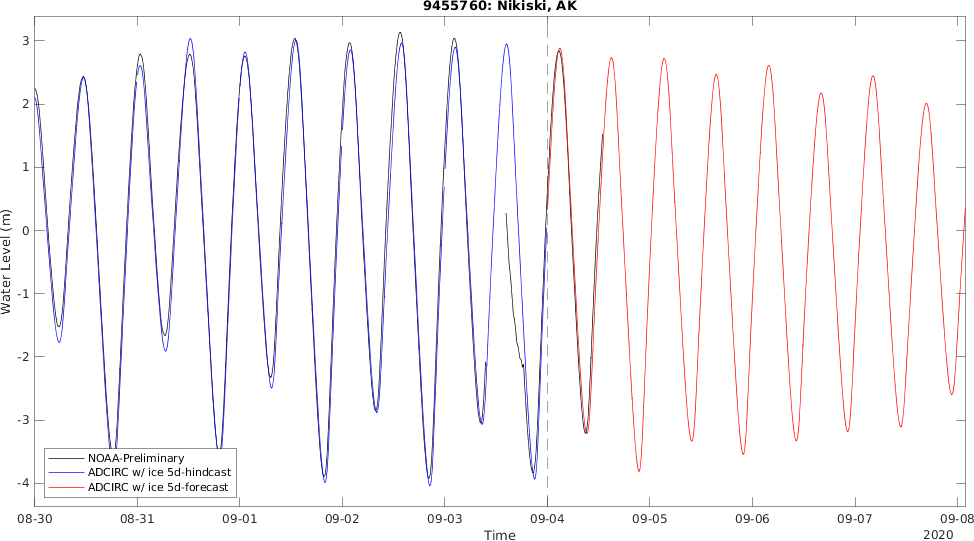 9455760: Nikiski, AK
3
2
1
0
-1
-2
-3
-4
Water Level (m)
NOAA-Preliminary
ADCIRC w/ ice 5d-hindcast
ADCIRC w/ ice 5d-forecast
08-30 08-31 09-01 09-02 09-03 09-04 09-05 09-06 09-07 09-08
Time
2020